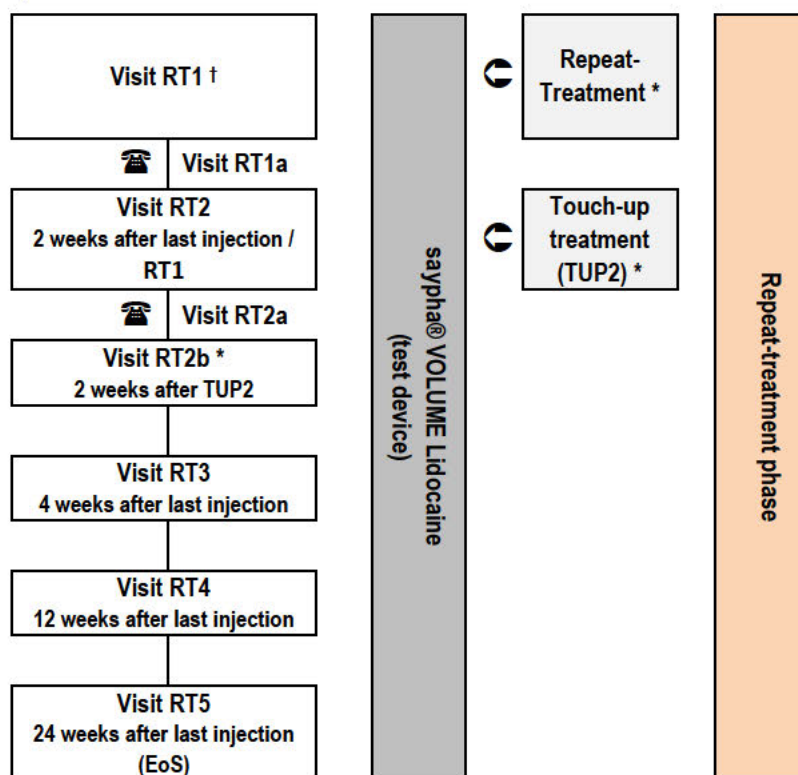 Visit RT1 †
☎ Visit RT1a
Visit RT2
2 weeks after last injection /
RT1
☎ Visit RT2a
Visit RT2b *
2 weeks after TUP2
Visit RT3
4 weeks after last injection
Visit RT4
12 weeks after last injection
Visit RT5
24 weeks after last injection
(EoS)
saypha® VOLUME Lidocaine
(test device)
Repeat-
Treatment *
Touch-up
treatment
(TUP2) *
Repeat-treatment phase